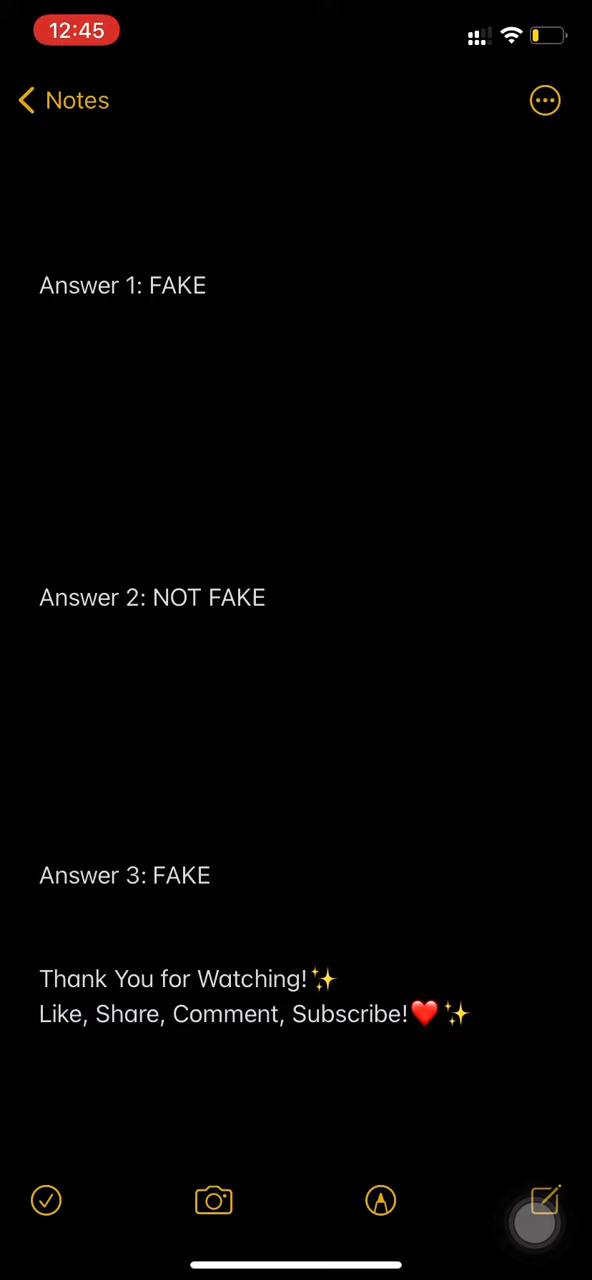 12:45
Notes
Answer 1: FAKE
Answer 2: NOT FAKE
Answer 3: FAKE
Thank You for Watching!✨
Like, Share, Comment, Subscribe!❤️✨